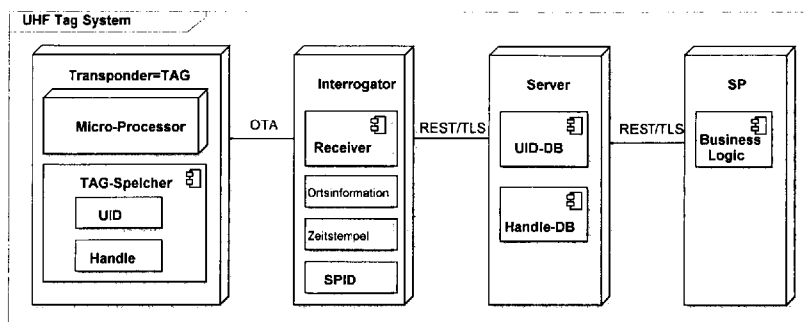 UHF Tag System
Transponder=TAG
Micro-Processor
TAG-Speicher
UID
Handle
OTA
Interrogator
Receiver
Ortsinformation
Zeitstempel
SPID
REST/TLS
Server
UID-DB
Handle-DB
REST/TLS
SP
Business
Logic